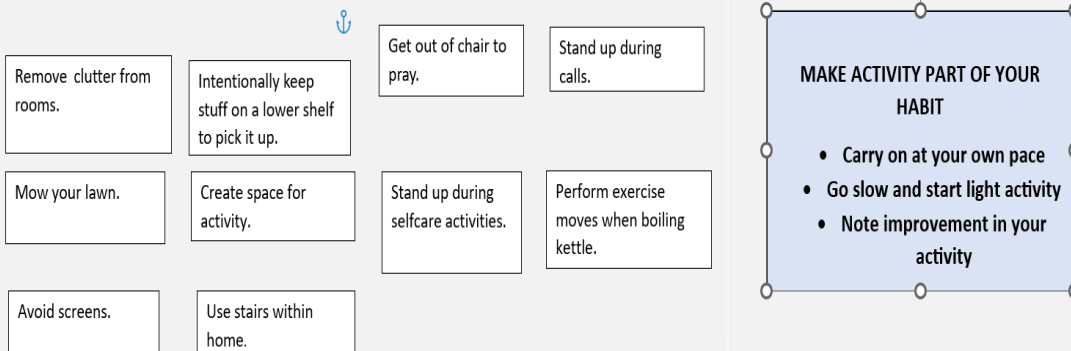 Remove clutter from
rooms.
Intentionally keep
stuff on a lower shelf
to pick it up.
Get out of chair to
pray.
Stand up during
calls.
Mow your lawn.
Create space for
activity.
Stand up during
selfcare activities.
Perform exercise
moves when boiling
kettle.
Avoid screens.
Use stairs within
home.
MAKE ACTIVITY PART OF YOUR
HABIT
• Carry on at your own pace
• Go slow and start light activity
• Note improvement in your
activity